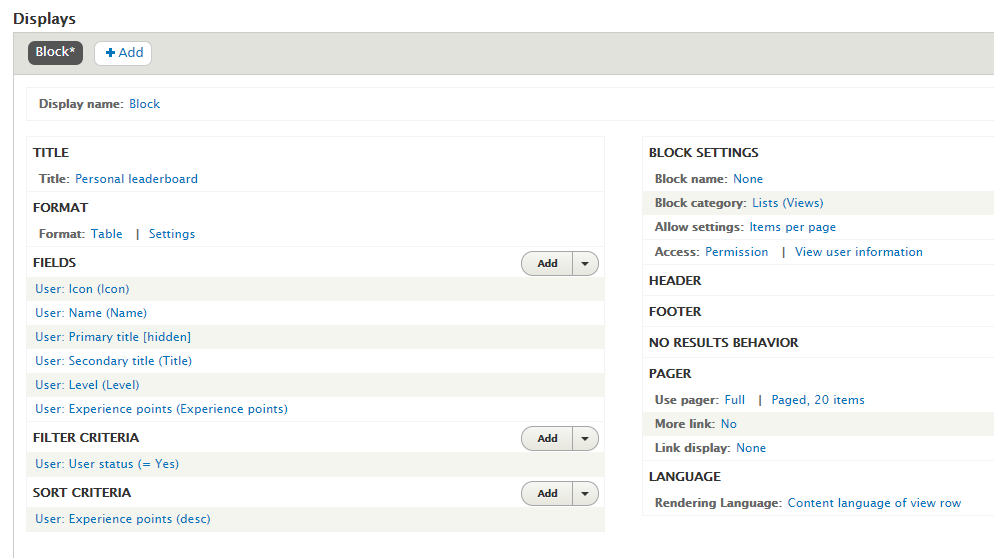 Displays
Block*
+ Add
Display name: Block
TITLE
Title: Personal leaderboard
FORMAT
Format: Table | Settings
FIELDS
Add
User: Icon (Icon)
User: Name (Name)
User: Primary title [hidden]
User: Secondary title (Title)
User: Level (Level)
User: Experience points (Experience points)
FILTER CRITERIA
Add
User: User status (= Yes)
SORT CRITERIA
Add
User: Experience points (desc)
BLOCK SETTINGS
Block name: None
Block category: Lists (Views)
Allow settings: Items per page
Access: Permission | View user information
HEADER
FOOTER
NO RESULTS BEHAVIOR
PAGER
Use pager: Full | Paged, 20 items
More link: No
Link display: None
LANGUAGE
Rendering Language: Content language of view row